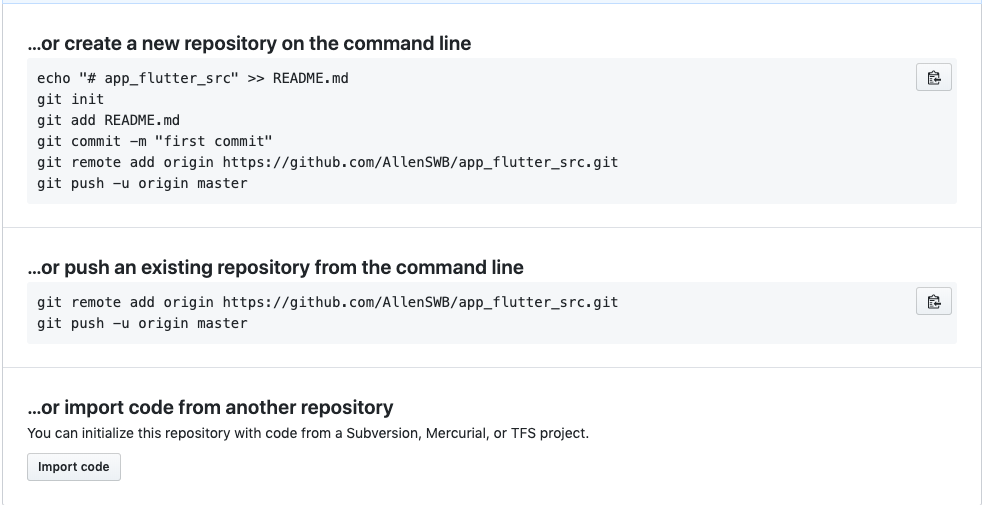 ...or create a new repository on the command line
echo "# app_flutter_src" >> README.md
git init
git add README.md
git commit -m "first commit"
git remote add origin https://github.com/AllenSWB/app_flutter_src.git
git push -u origin master
...or push an existing repository from the command line
git remote add origin https://github.com/AllenSWB/app_flutter_src.git
git push -u origin master
...or import code from another repository
You can initialize this repository with code from a Subversion, Mercurial, or TFS project.
Import code